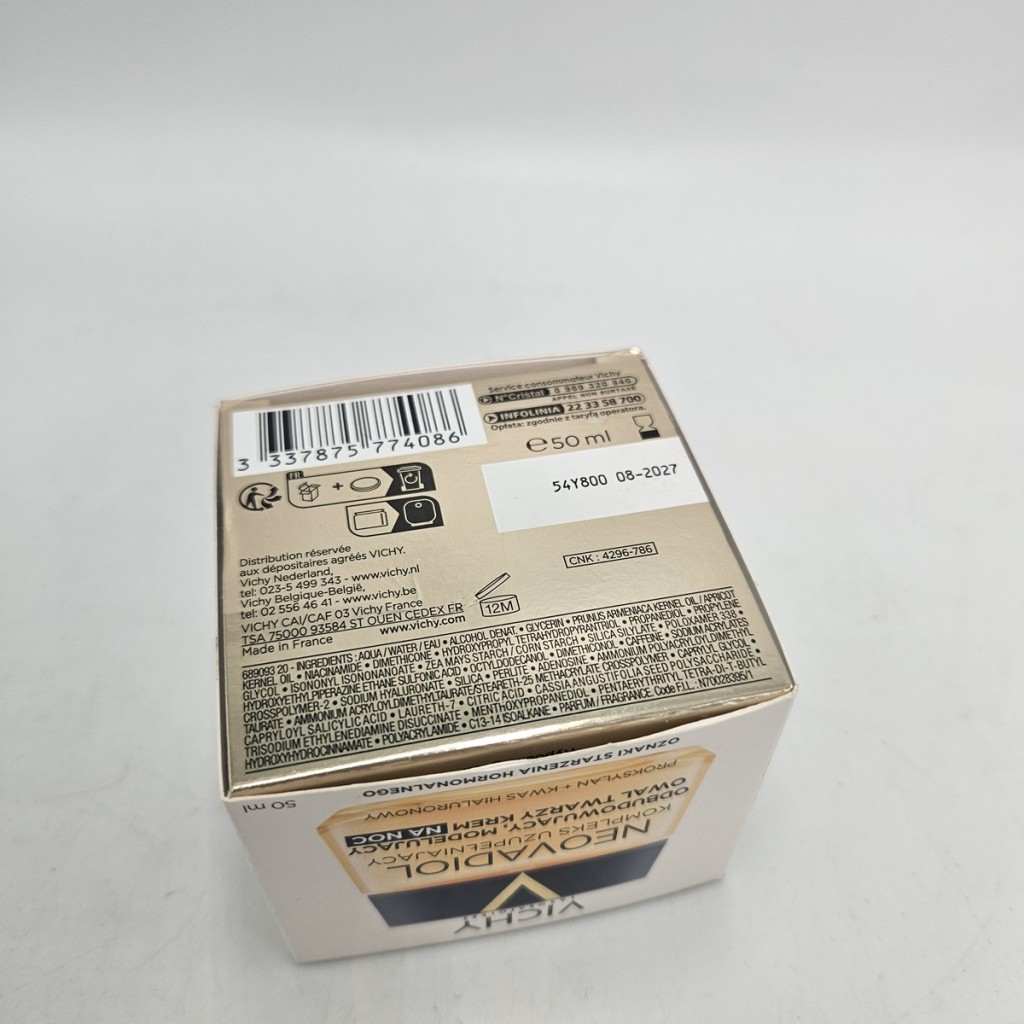 Service consommateur Vichy
N°Cristal 0 969 320 940
APPEL NON SURTAXÉ
INFOLINIA 22 33 58 700
Opłata: zgodnie z taryfą operatora.
3 337875 774086
e 50 ml
FR
54Y800 08-2027
CNK : 4296-786
Distribution réservée
aux dépositaires agréés VICHY.
Vichy Nederland,
tel: 023-5 499 343 - www.vichy.nl
Vichy Belgique-België,
tel: 02 556 46 41 - www.vichy.be
VICHY CAI/CAF 03 Vichy France
TSA 75000 93584 ST OUEN CEDEX FR
Made in France
www.vichy.com
12M
689093 20 - INGREDIENTS : AQUA / WATER / EAU • ALCOHOL DENAT. • GLYCERIN • PRUNUS ARMENIACA KERNEL OIL / APRICOT
KERNEL OIL • NIACINAMIDE • DIMETHICONE • HYDROXYPROPYL TETRAHYDROPYRANTRIOL • PROPANEDIOL • PROPYLENE
GLYCOL • ISONONYL ISONONANOATE • ZEA MAYS STARCH / CORN STARCH • SILICA SILYLATE • POLOXAMER 338 •
HYDROXYETHYLPIPERAZINE ETHANE SULFONIC ACID • OCTYLDODECANOL • DIMETHICONOL • CAFFEINE • SODIUM ACRYLATES
CROSSPOLYMER-2 • SODIUM HYALURONATE • SILICA • PERLITE • ADENOSINE • AMMONIUM POLYACRYLOYLDIMETHYL
TAURATE • AMMONIUM ACRYLOYLDIMETHYLTAURATE/STEARETH-25 METHACRYLATE CROSSPOLYMER • CAPRYLYL GLYCOL •
CAPRYLOYL SALICYLIC ACID • LAURETH-7 • CITRIC ACID • CASSIA ANGUSTIFOLIA SEED POLYSACCHARIDE •
TRISODIUM ETHYLENEDIAMINE DISUCCINATE • MENTHOXYPROPANEDIOL • PENTAERYTHRITYL TETRA-DI-T-BUTYL
HYDROXYHYDROCINNAMATE • POLYACRYLAMIDE • C13-14 ISOALKANE • PARFUM / FRAGRANCE. Code F.I.L. : N70028395/1
VICHY
LABORATOIRES
NEOVADIOL
KOMPLEKS UZUPEŁNIAJĄCY
ODBUDOWUJĄCY, MODELUJĄCY
OWAL TWARZY KREM NA NOC
PROKSYLAN + KWAS HIALURONOWY
OZNAKI STARZENIA HORMONALNEGO
50 ml